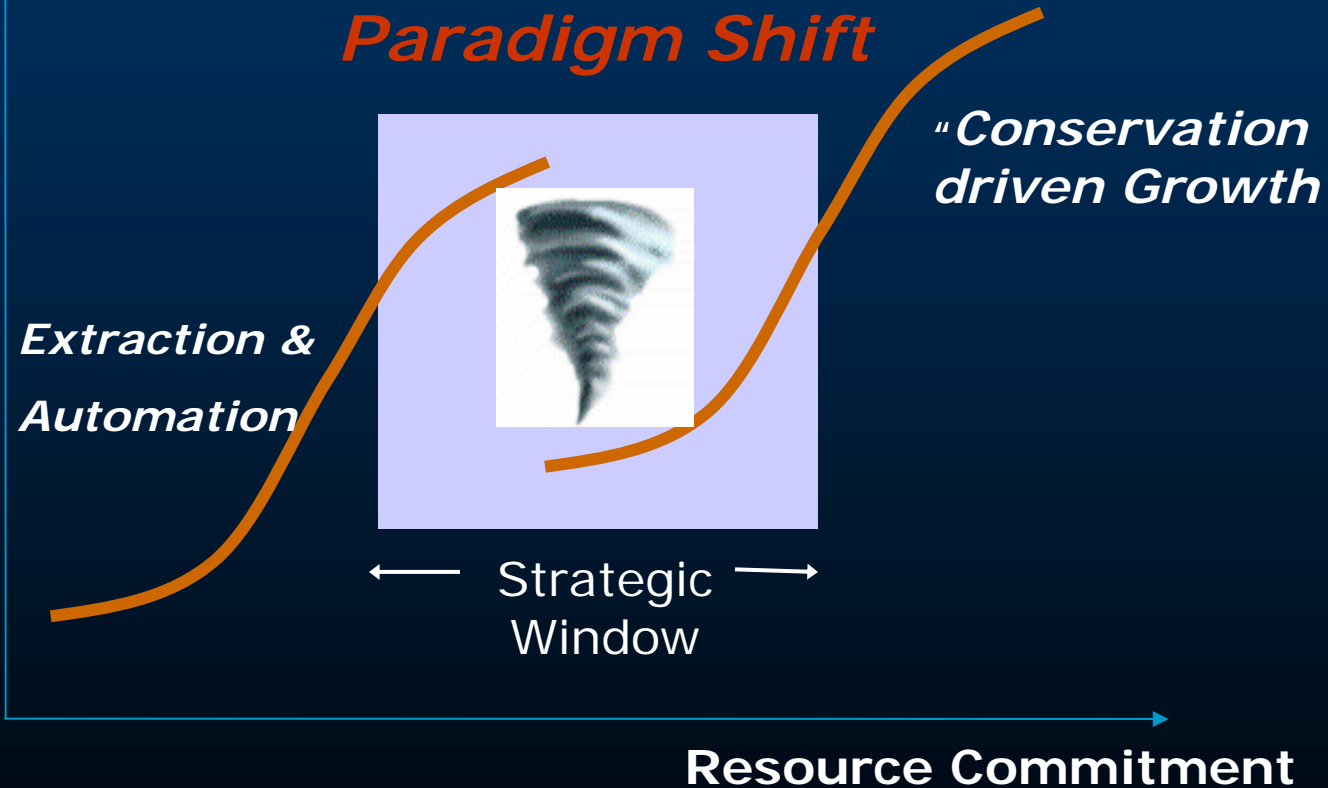 Paradigm Shift
“Conservation
driven Growth
Extraction &
Automation
Strategic
Window
Resource Commitment